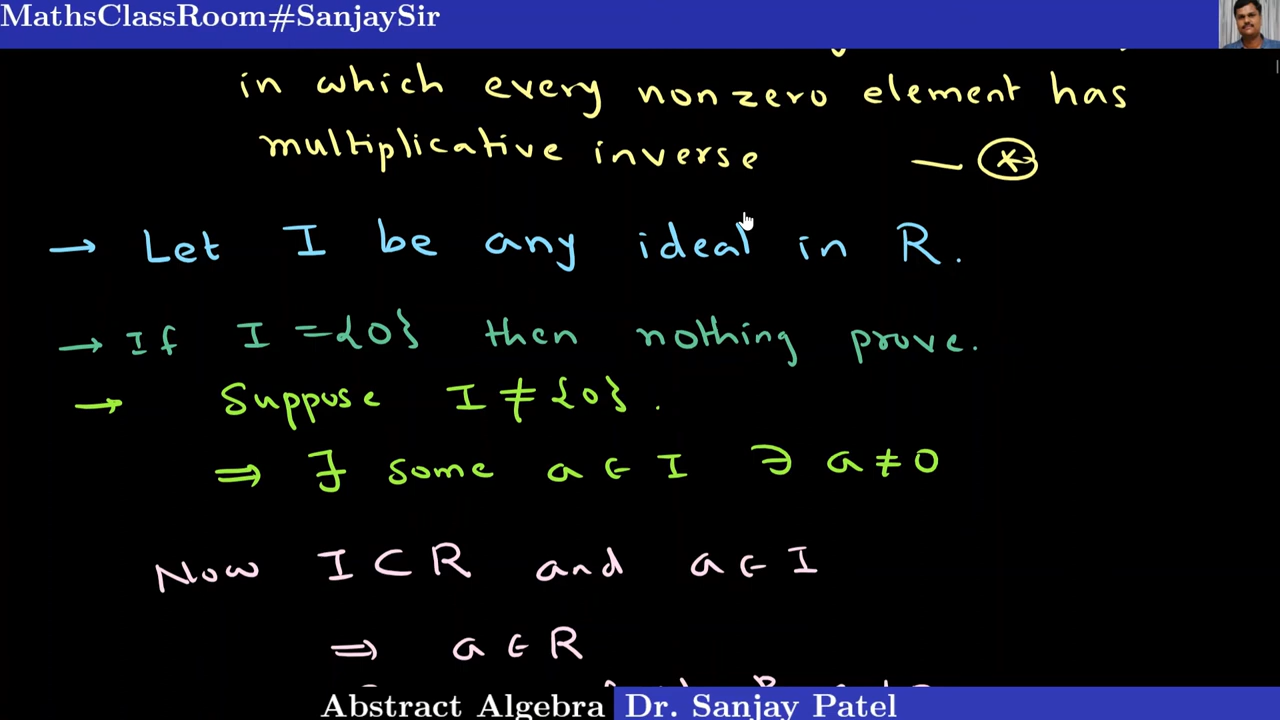 MathsClassRoom#SanjaySir
in which every nonzero element has
multiplicative inverse — ⊛
→ Let I be any ideal in R.
→ If I = {0} then nothing prove.
→ Suppose I ≠ {0}.
⇒ ∃ some a ∈ I ∋ a ≠ 0
Now I ⊂ R and a ∈ I
⇒ a ∈ R
Abstract Algebra Dr. Sanjay Patel